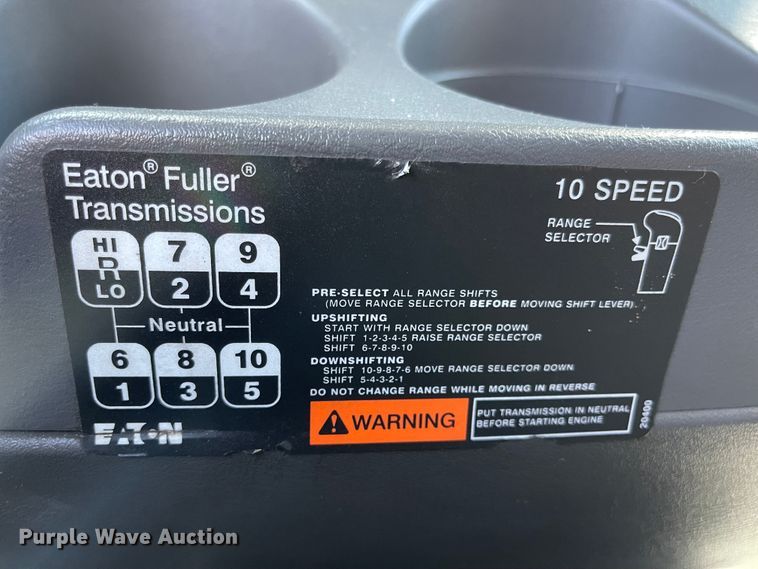 Eaton® Fuller®
Transmissions
10 SPEED
RANGE
SELECTOR
HI
R
LO
7
2
9
4
Neutral
6
1
8
3
10
5
EATON
PRE-SELECT ALL RANGE SHIFTS
(MOVE RANGE SELECTOR BEFORE MOVING SHIFT LEVER).
UPSHIFTING
START WITH RANGE SELECTOR DOWN
SHIFT 1-2-3-4-5 RAISE RANGE SELECTOR
SHIFT 6-7-8-9-10
DOWNSHIFTING
SHIFT 10-9-8-7-6 MOVE RANGE SELECTOR DOWN
SHIFT 5-4-3-2-1
DO NOT CHANGE RANGE WHILE MOVING IN REVERSE
WARNING
PUT TRANSMISSION IN NEUTRAL
BEFORE STARTING ENGINE
20400
Purple Wave Auction